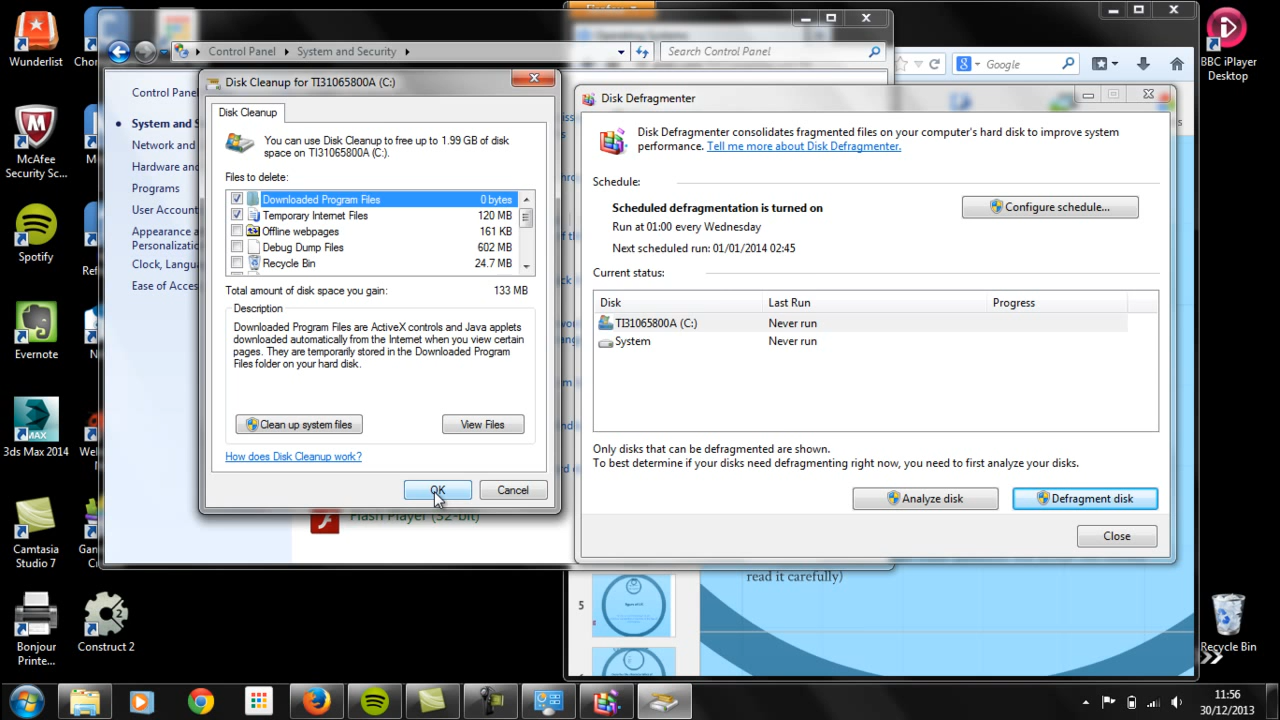 Wunderlist
McAfee
Security Sc...
Spotify
Evernote
3ds Max 2014
Camtasia
Studio 7
Bonjour
Printe...
Construct 2
Control Panel
System and Security
Search Control Panel
Control Pane
System and S
Network and
Hardware an
Programs
User Account
Appearance a
Personalizatio
Clock, Langua
Ease of Acces
Flash Player (32-bit)
Disk Cleanup for TI31065800A (C:)
Disk Cleanup
You can use Disk Cleanup to free up to 1.99 GB of disk
space on TI31065800A (C:).
Files to delete:
Downloaded Program Files 0 bytes
Temporary Internet Files 120 MB
Offline webpages 161 KB
Debug Dump Files 602 MB
Recycle Bin 24.7 MB
Total amount of disk space you gain: 133 MB
Description
Downloaded Program Files are ActiveX controls and Java applets
downloaded automatically from the Internet when you view certain
pages. They are temporarily stored in the Downloaded Program
Files folder on your hard disk.
Clean up system files
View Files
How does Disk Cleanup work?
OK
Cancel
Google
Disk Defragmenter
Disk Defragmenter consolidates fragmented files on your computer's hard disk to improve system
performance. Tell me more about Disk Defragmenter.
Schedule:
Scheduled defragmentation is turned on
Run at 01:00 every Wednesday
Next scheduled run: 01/01/2014 02:45
Configure schedule...
Current status:
Disk Last Run Progress
TI31065800A (C:) Never run
System Never run
Only disks that can be defragmented are shown.
To best determine if your disks need defragmenting right now, you need to first analyze your disks.
Analyze disk
Defragment disk
Close
read it carefully)
5
BBC iPlayer
Desktop
Recycle Bin
11:56
30/12/2013